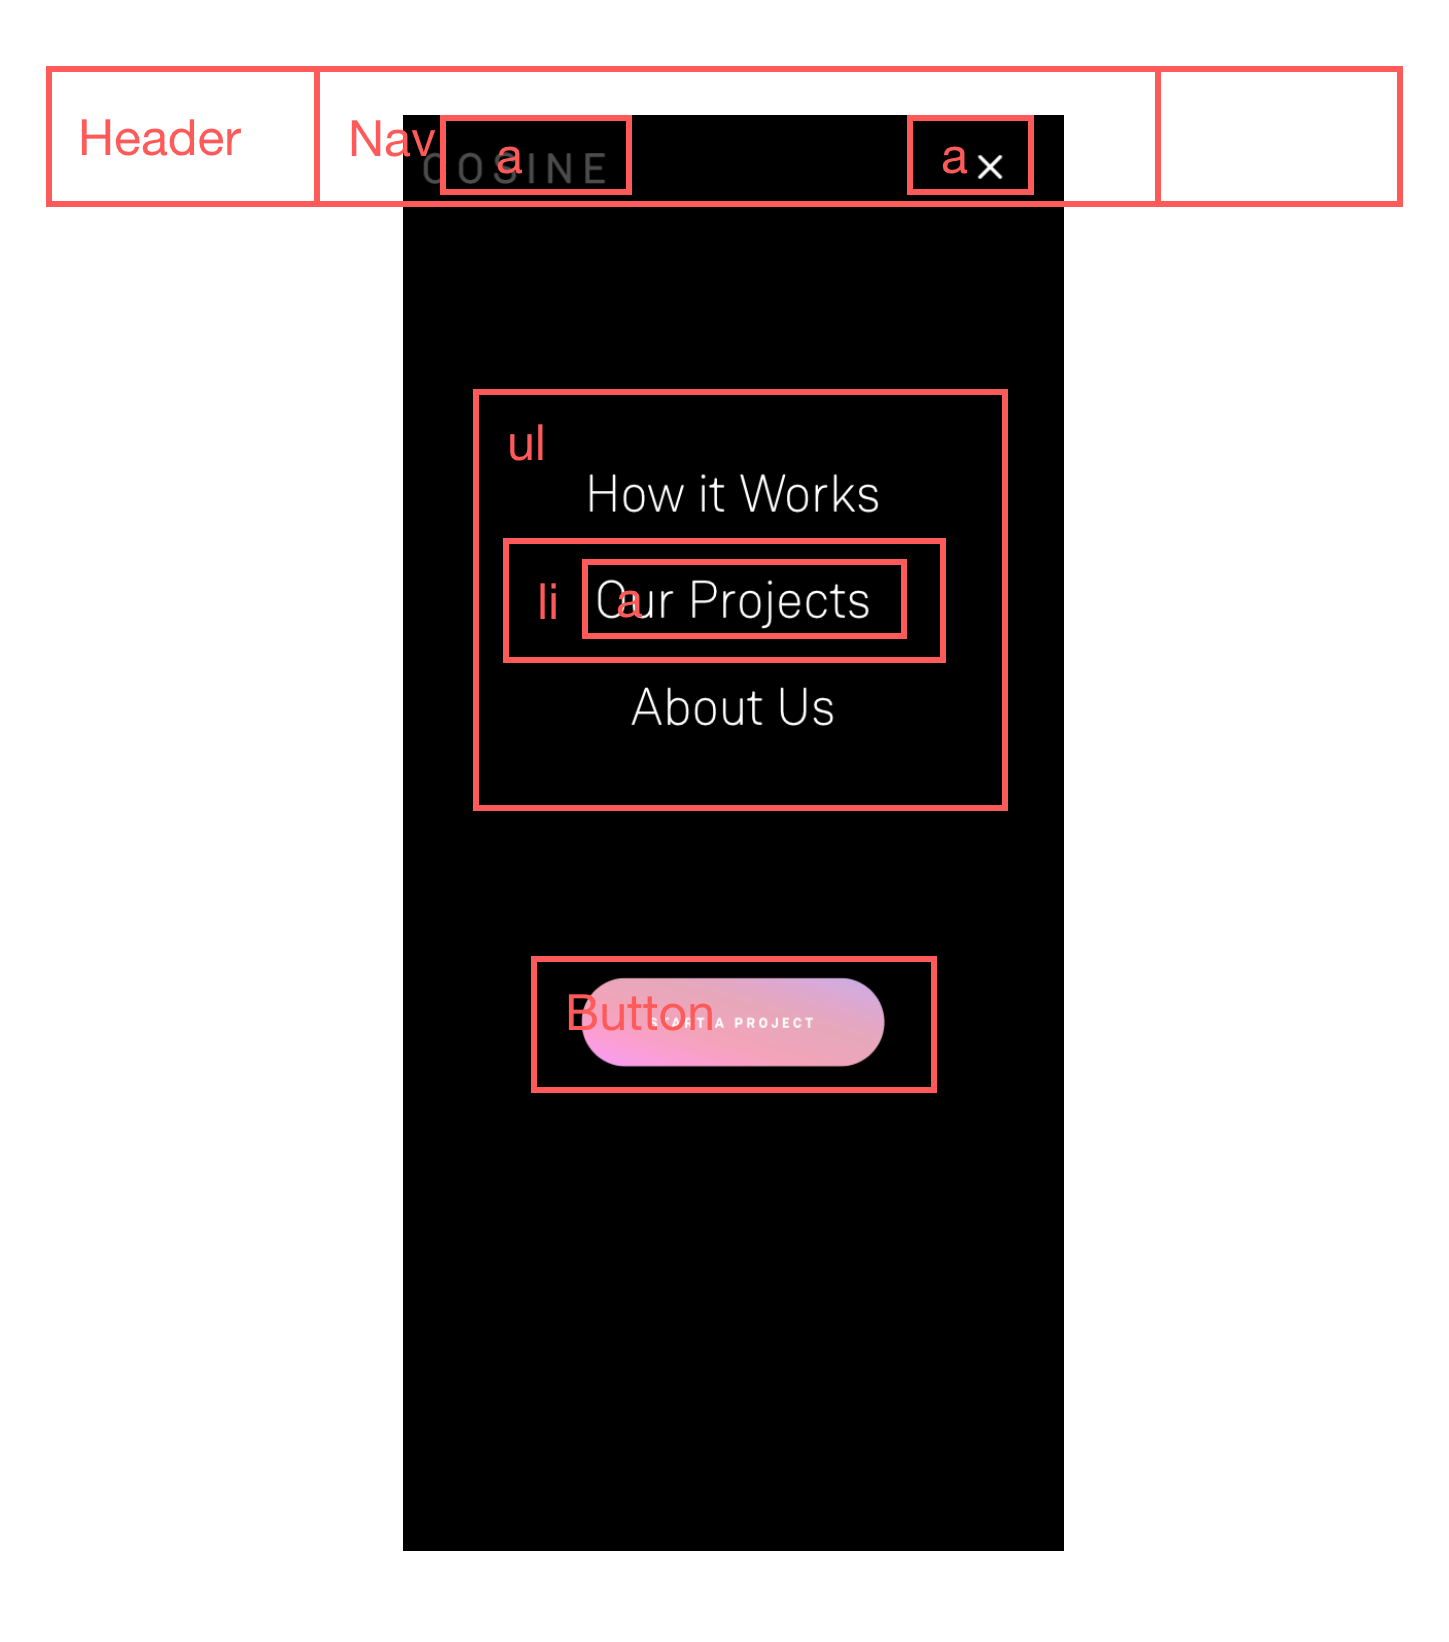 Header Nav a a
COSINE ×
ul
How it Works
li a
Our Projects
About Us
Button
START A PROJECT